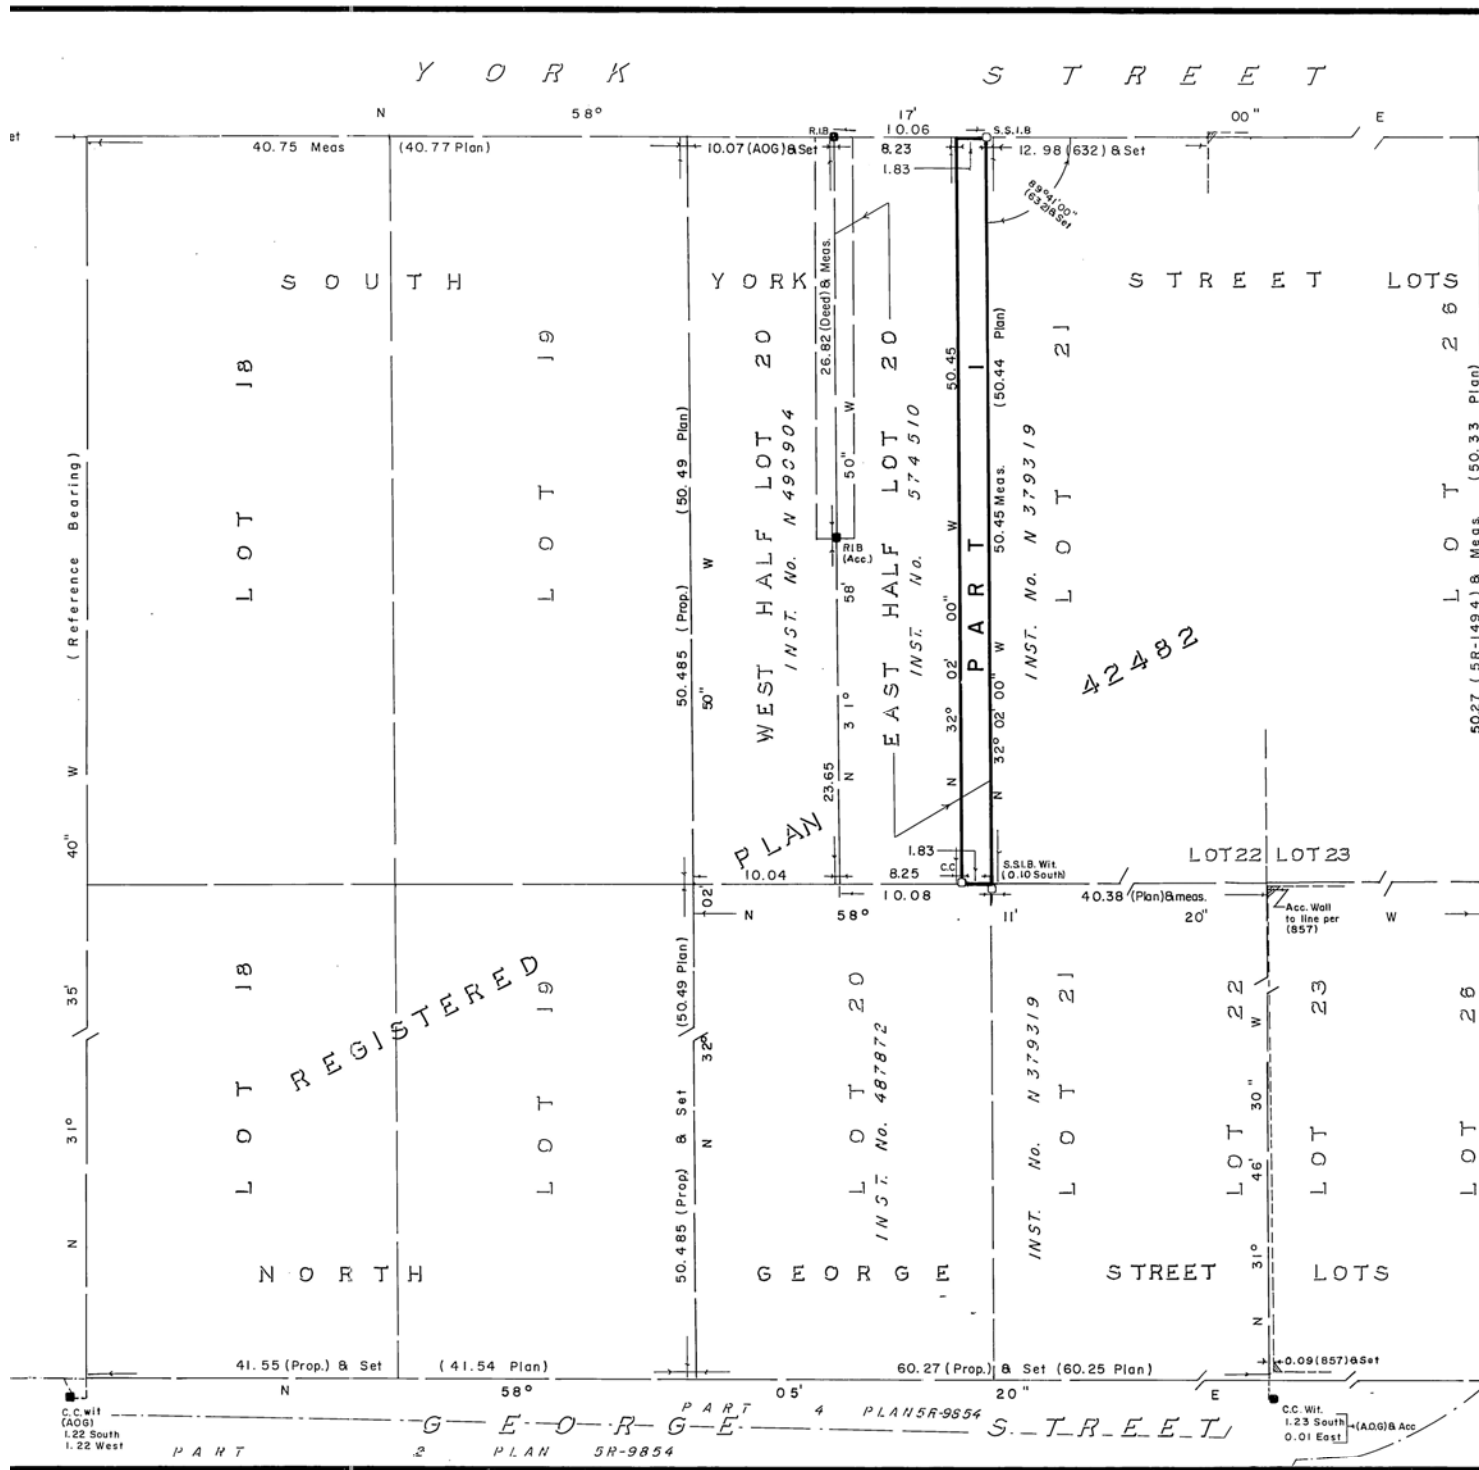 YORK STREET
N 58° 17' 00" E
R.I.B
10.06
S.S.I.B
40.75 Meas (40.77 Plan)
10.07 (AOG) & Set
8.23
12.98 (632) & Set
1.83
89°41'00"
(632) & Set
SOUTH YORK STREET LOTS
LOT 18
LOT 19
WEST HALF LOT 20
INST. No. N 490904
26.82 (Deed) & Meas.
EAST HALF LOT 20
INST. No. 574510
50.45
PART 1
(50.44 Plan)
50.45 Meas.
INST. No. N 379319
LOT 21
LOT 26
5027 (5R-1494) & Meas. (50.33 Plan)
N 31° 35' 40" W (Reference Bearing)
50.485 (Prop.) (50.49 Plan)
N 32° 02' 50" W
RIB
(Acc.)
N 31° 58' 50" W
23.65
N 32° 02' 00" W
N 32° 02' 00" W
REGISTERED PLAN 42482
1.83
C.C.
S.S.I.B. Wit.
(0.10 South)
LOT 22
LOT 23
10.04
8.25
10.08
40.38 (Plan) & meas.
N 58° 11' 20" W
Acc. Wall
to line per
(857)
LOT 18
LOT 19
50.485 (Prop) & Set (50.49 Plan)
LOT 20
INST. No. 487872
INST. No. N 379319
LOT 21
LOT 22
N 31° 46' 30" W
LOT 23
LOT 26
NORTH GEORGE STREET LOTS
41.55 (Prop.) & Set (41.54 Plan)
60.27 (Prop.) & Set (60.25 Plan)
0.09 (857) & Set
N 58° 05' 20" E
C.C. wit
(AOG)
1.22 South
1.22 West
PART 4 PLAN 5R-9854
GEORGE STREET
C.C. Wit.
1.23 South
0.01 East
(A.O.G) & Acc
PART 2 PLAN 5R-9854